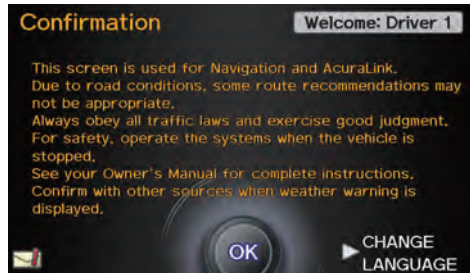 Confirmation
Welcome: Driver 1
This screen is used for Navigation and AcuraLink.
Due to road conditions, some route recommendations may
not be appropriate.
Always obey all traffic laws and exercise good judgment.
For safety, operate the systems when the vehicle is
stopped.
See your Owner's Manual for complete instructions.
Confirm with other sources when weather warning is
displayed.
OK
CHANGE
LANGUAGE